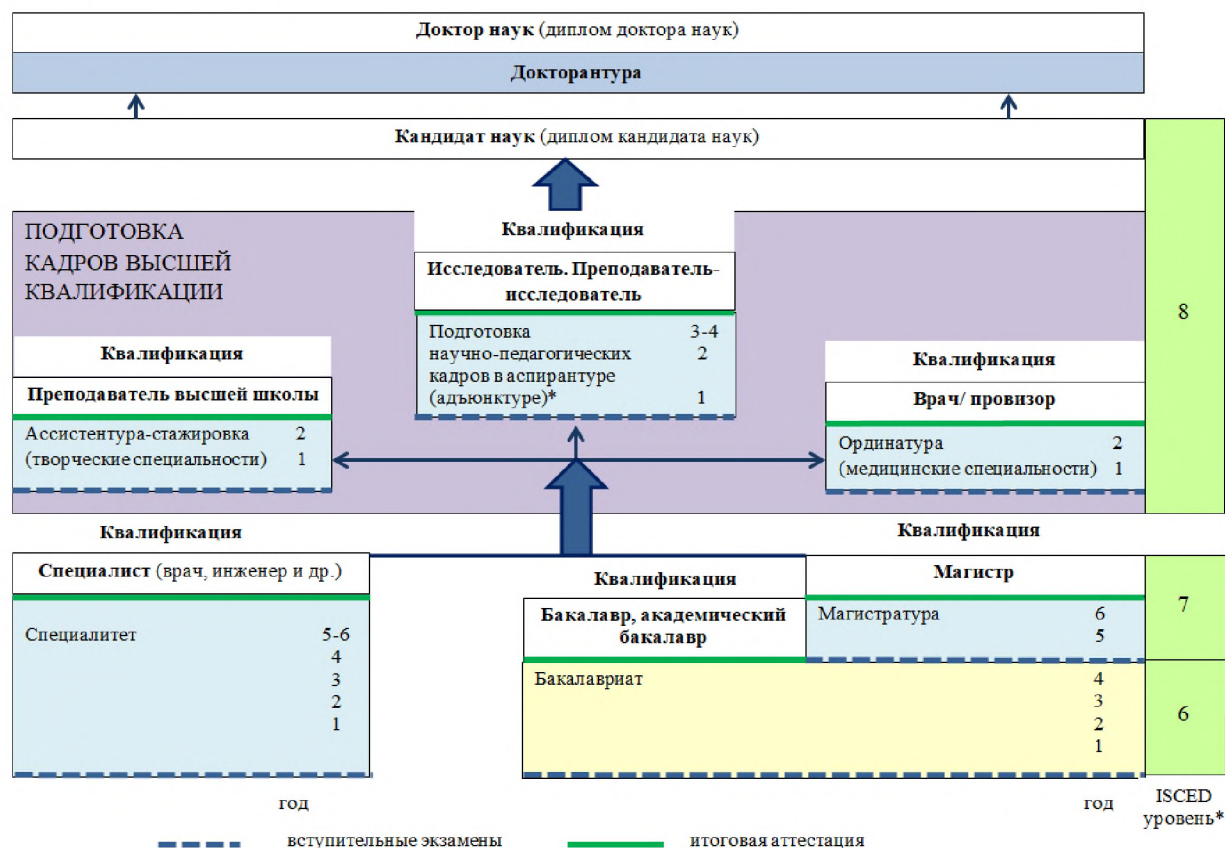 Доктор наук (диплом доктора наук)
Докторантура
Кандидат наук (диплом кандидата наук)
ПОДГОТОВКА
КАДРОВ ВЫСШЕЙ
КВАЛИФИКАЦИИ
Квалификация
Исследователь. Преподаватель-
исследователь
Подготовка 3-4
научно-педагогических 2
кадров в аспирантуре
(адъюнктуре)* 1
8
Квалификация
Преподаватель высшей школы
Ассистентура-стажировка 2
(творческие специальности) 1
Квалификация
Врач/ провизор
Ординатура 2
(медицинские специальности) 1
Квалификация
Специалист (врач, инженер и др.)
Специалитет 5-6
4
3
2
1
Квалификация
Бакалавр, академический
бакалавр
Квалификация
Магистр
Магистратура 6
5
7
Бакалавриат 4
3
2
1
6
год
год
ISCED
уровень*
вступительные экзамены
итоговая аттестация